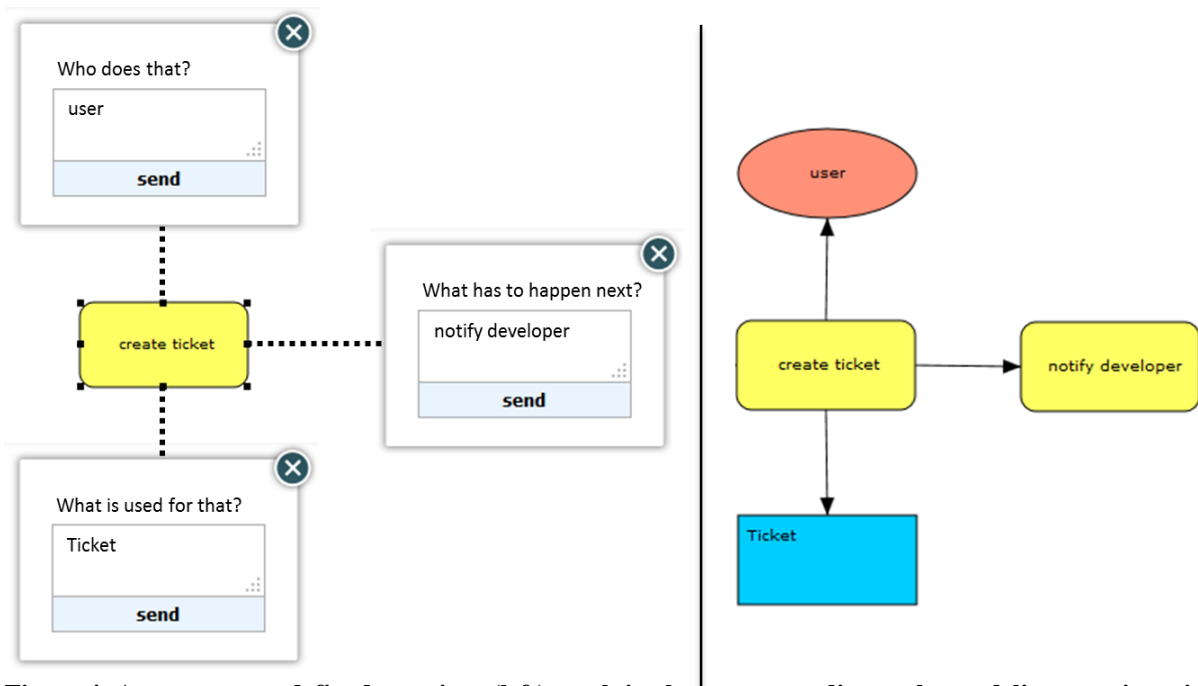 Who does that?
user
send
What has to happen next?
notify developer
send
create ticket
What is used for that?
Ticket
send
user
create ticket
notify developer
Ticket